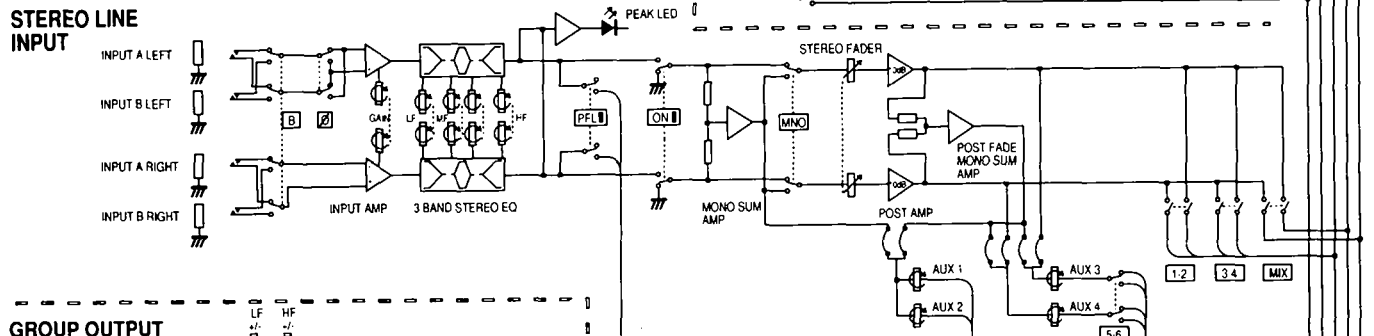 STEREO LINE
INPUT
PEAK LED
INPUT A LEFT
INPUT B LEFT
INPUT A RIGHT
INPUT B RIGHT
B
Ø
GAIN
LF
MF
HF
INPUT AMP
3 BAND STEREO EQ
PFL
ON
MONO SUM
AMP
MNO
STEREO FADER
0dB
0dB
POST AMP
POST FADE
MONO SUM
AMP
AUX 1
AUX 2
AUX 3
AUX 4
5-6
1-2
3 4
MIX
GROUP OUTPUT
LF
+/-
HF
+/-